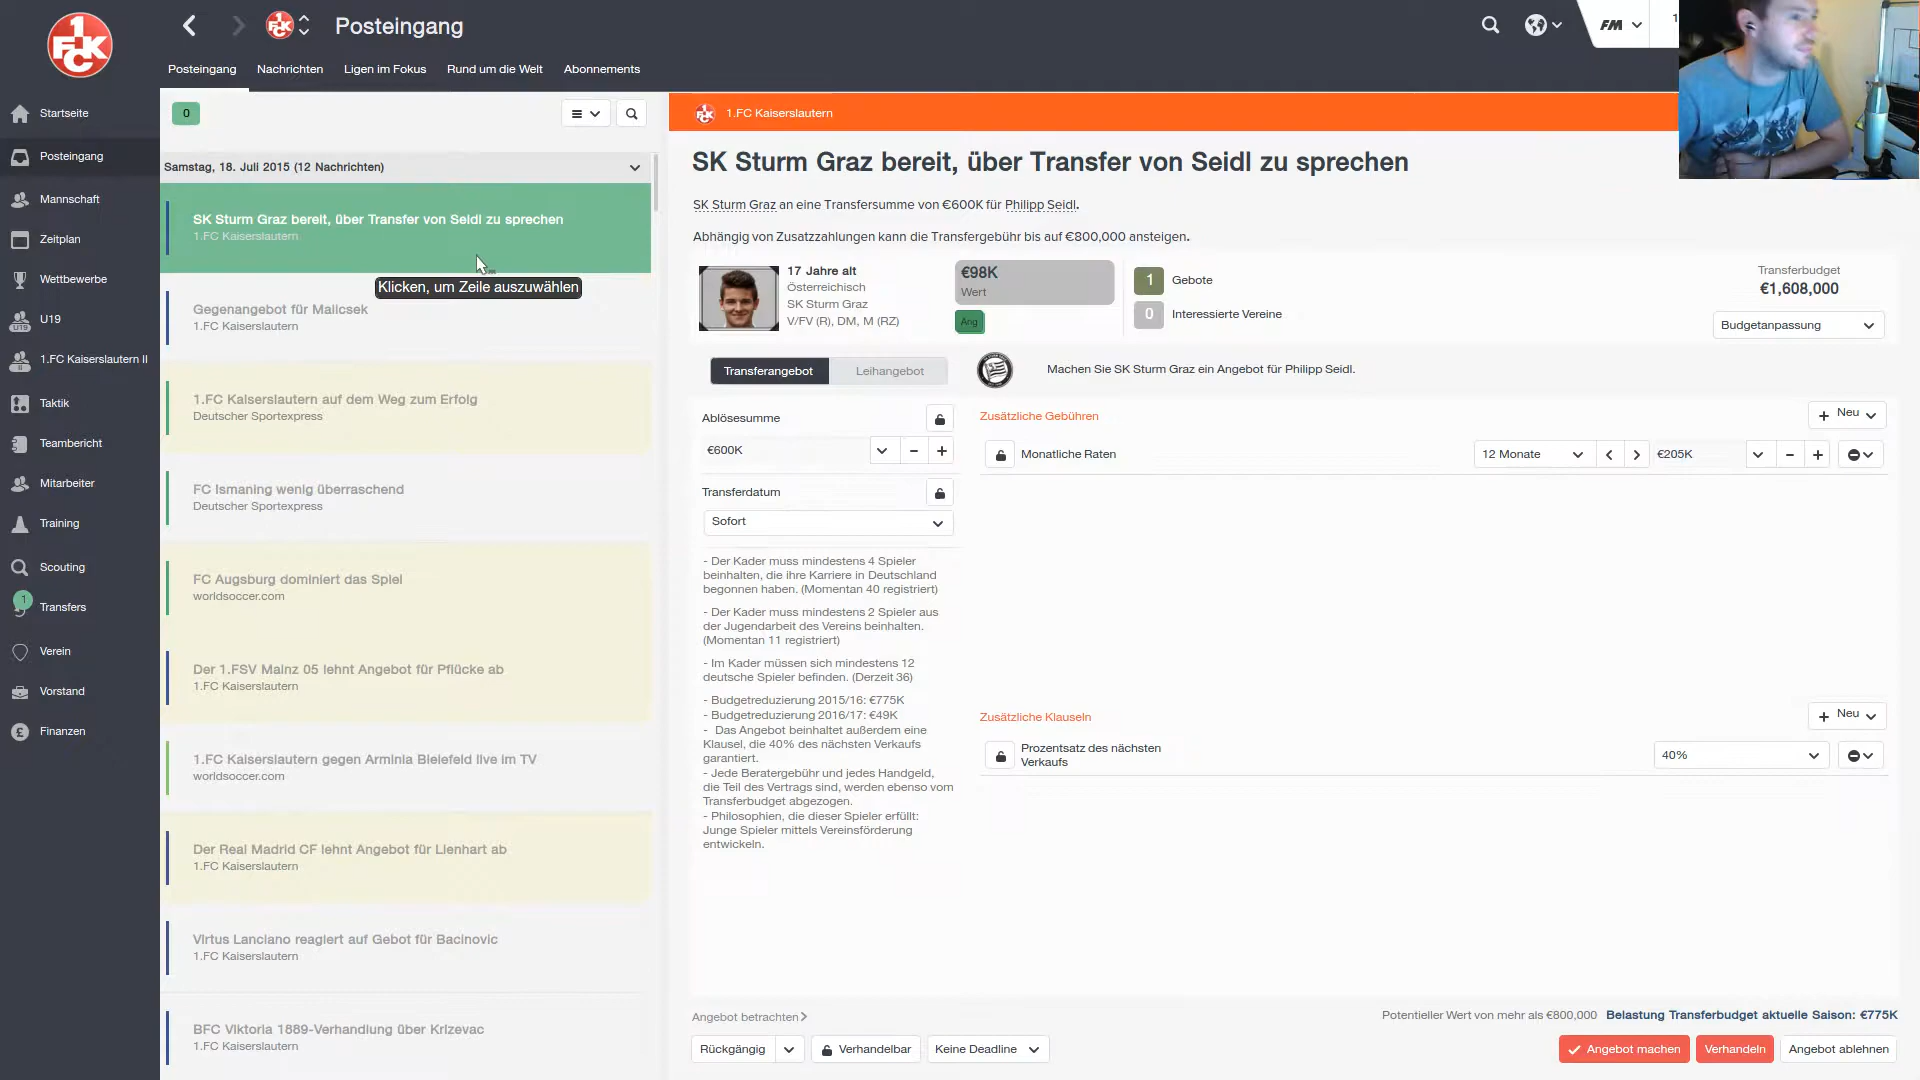 Posteingang
FM
Posteingang
Nachrichten
Ligen im Fokus
Rund um die Welt
Abonnements
Startseite
Posteingang
Mannschaft
Zeitplan
Wettbewerbe
U19
1.FC Kaiserslautern II
Taktik
Teambericht
Mitarbeiter
Training
Scouting
1
Transfers
Verein
Vorstand
Finanzen
0
Samstag, 18. Juli 2015 (12 Nachrichten)
SK Sturm Graz bereit, über Transfer von Seidl zu sprechen
1.FC Kaiserslautern
Klicken, um Zeile auszuwählen
Gegenangebot für Malicsek
1.FC Kaiserslautern
1.FC Kaiserslautern auf dem Weg zum Erfolg
Deutscher Sportexpress
FC Ismaning wenig überraschend
Deutscher Sportexpress
FC Augsburg dominiert das Spiel
worldsoccer.com
Der 1.FSV Mainz 05 lehnt Angebot für Pflücke ab
1.FC Kaiserslautern
1.FC Kaiserslautern gegen Arminia Bielefeld live im TV
worldsoccer.com
Der Real Madrid CF lehnt Angebot für Lienhart ab
1.FC Kaiserslautern
Virtus Lanciano reagiert auf Gebot für Bacinovic
1.FC Kaiserslautern
BFC Viktoria 1889-Verhandlung über Krizevac
1.FC Kaiserslautern
1.FC Kaiserslautern
SK Sturm Graz bereit, über Transfer von Seidl zu sprechen
SK Sturm Graz an eine Transfersumme von €600K für Philipp Seidl.
Abhängig von Zusatzzahlungen kann die Transfergebühr bis auf €800,000 ansteigen.
17 Jahre alt
Österreichisch
SK Sturm Graz
V/FV (R), DM, M (RZ)
€98K
Wert
Ang
1 Gebote
0 Interessierte Vereine
Transferbudget
€1,608,000
Budgetanpassung
Transferangebot
Leihangebot
Machen Sie SK Sturm Graz ein Angebot für Philipp Seidl.
Ablösesumme
€600K
Transferdatum
Sofort
- Der Kader muss mindestens 4 Spieler
beinhalten, die ihre Karriere in Deutschland
begonnen haben. (Momentan 40 registriert)
- Der Kader muss mindestens 2 Spieler aus
der Jugendarbeit des Vereins beinhalten.
(Momentan 11 registriert)
- Im Kader müssen sich mindestens 12
deutsche Spieler befinden. (Derzeit 36)
- Budgetreduzierung 2015/16: €775K
- Budgetreduzierung 2016/17: €49K
- Das Angebot beinhaltet außerdem eine
Klausel, die 40% des nächsten Verkaufs
garantiert.
- Jede Beratergebühr und jedes Handgeld,
die Teil des Vertrags sind, werden ebenso vom
Transferbudget abgezogen.
- Philosophien, die dieser Spieler erfüllt:
Junge Spieler mittels Vereinsförderung
entwickeln.
Zusätzliche Gebühren
Neu
Monatliche Raten
12 Monate
€205K
Zusätzliche Klauseln
Neu
Prozentsatz des nächsten
Verkaufs
40%
Angebot betrachten
Potentieller Wert von mehr als €800,000
Belastung Transferbudget aktuelle Saison: €775K
Rückgängig
Verhandelbar
Keine Deadline
Angebot machen
Verhandeln
Angebot ablehnen